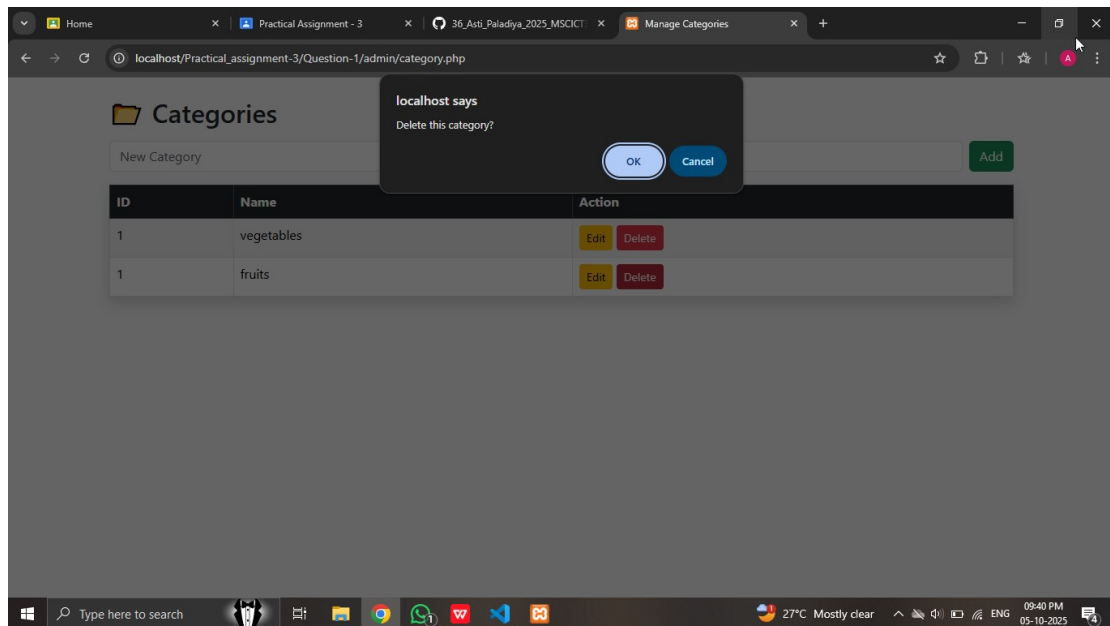 Home
Practical Assignment - 3
36_Asti_Paladiya_2025_MSCICT
Manage Categories
localhost/Practical_assignment-3/Question-1/admin/category.php
A
localhost says
Delete this category?
OK Cancel
Categories
New Category
Add
ID Name Action
1 vegetables Edit Delete
1 fruits Edit Delete
Type here to search
1
W
27°C Mostly clear
ENG
09:40 PM
05-10-2025
4